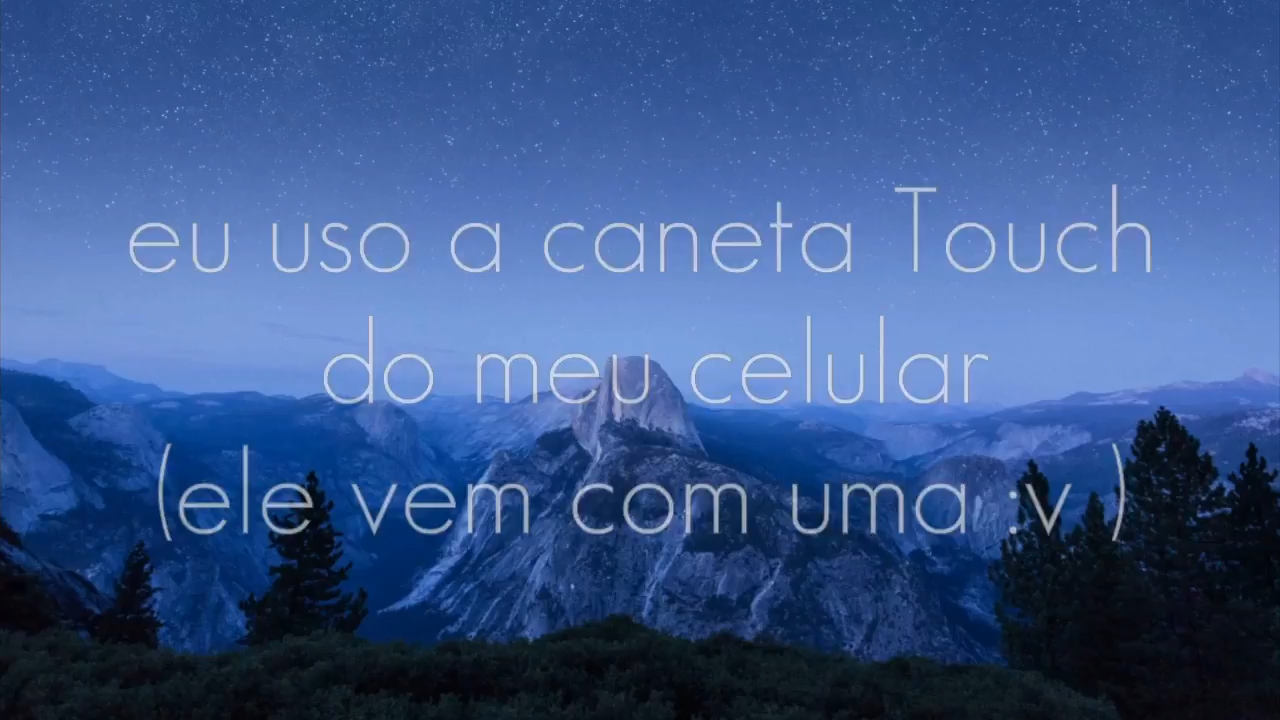 eu uso a caneta Touch
do meu celular
(ele vem com uma :v )